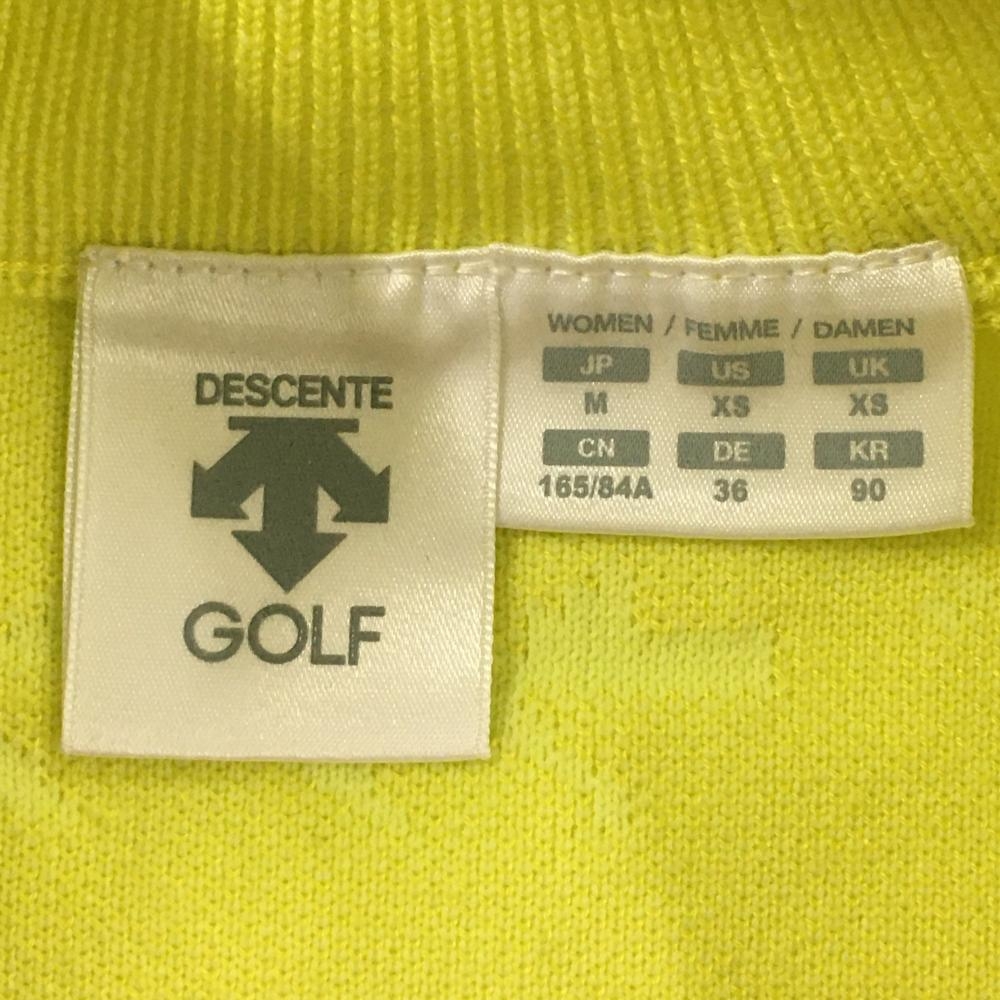 DESCENTE
GOLF
WOMEN / FEMME / DAMEN
JP US UK
M XS XS
CN DE KR
165/84A 36 90